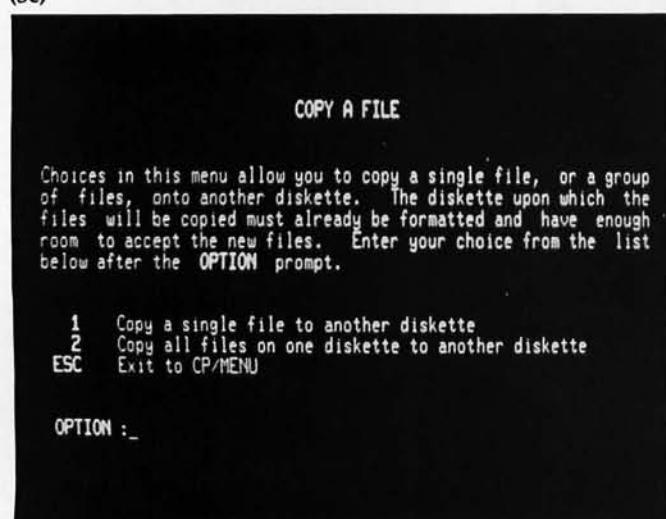 COPY A FILE
Choices in this menu allow you to copy a single file, or a group
of files, onto another diskette. The diskette upon which the
files will be copied must already be formatted and have enough
room to accept the new files. Enter your choice from the list
below after the OPTION prompt.
1 Copy a single file to another diskette
2 Copy all files on one diskette to another diskette
ESC Exit to CP/MENU
OPTION :_